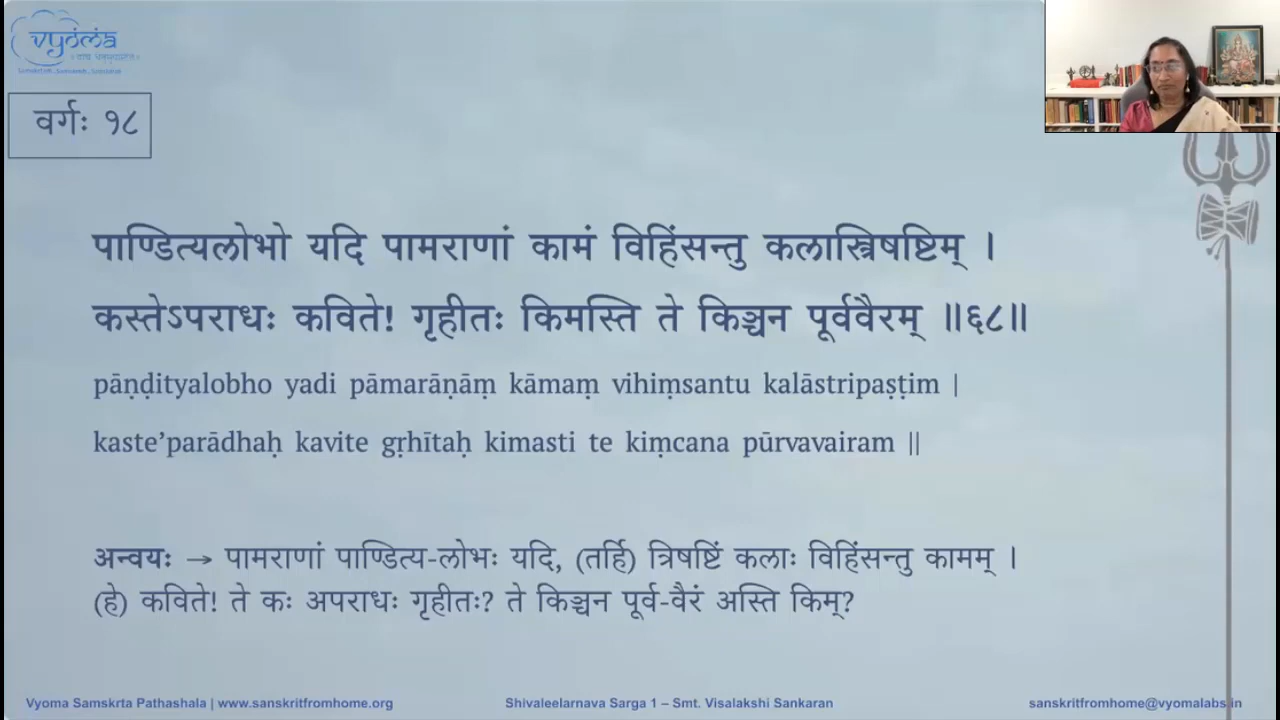 vyoma
वर्गः १८
पाण्डित्यलोभो यदि पामराणां कामं विहिंसन्तु कलास्त्रिषष्टिम् ।
कस्तेऽपराधः कविते! गृहीतः किमस्ति ते किञ्चन पूर्ववैरम् ॥६८॥
pāṇḍityalobho yadi pāmarāṇāṃ kāmaṃ vihiṃsantu kalāstripaṣṭim |
kaste’parādhaḥ kavite gṛhītaḥ kimasti te kiṃcana pūrvavairam ||
अन्वयः → पामराणां पाण्डित्य-लोभः यदि, (तर्हि) त्रिषष्टिं कलाः विहिंसन्तु कामम् ।
(हे) कविते! ते कः अपराधः गृहीतः? ते किञ्चन पूर्व-वैरं अस्ति किम्?
Vyoma Samskrta Pathashala | www.sanskritfromhome.org Shivaleelarnava Sarga 1 – Smt. Visalakshi Sankaran sanskritfromhome@vyomalabs.in